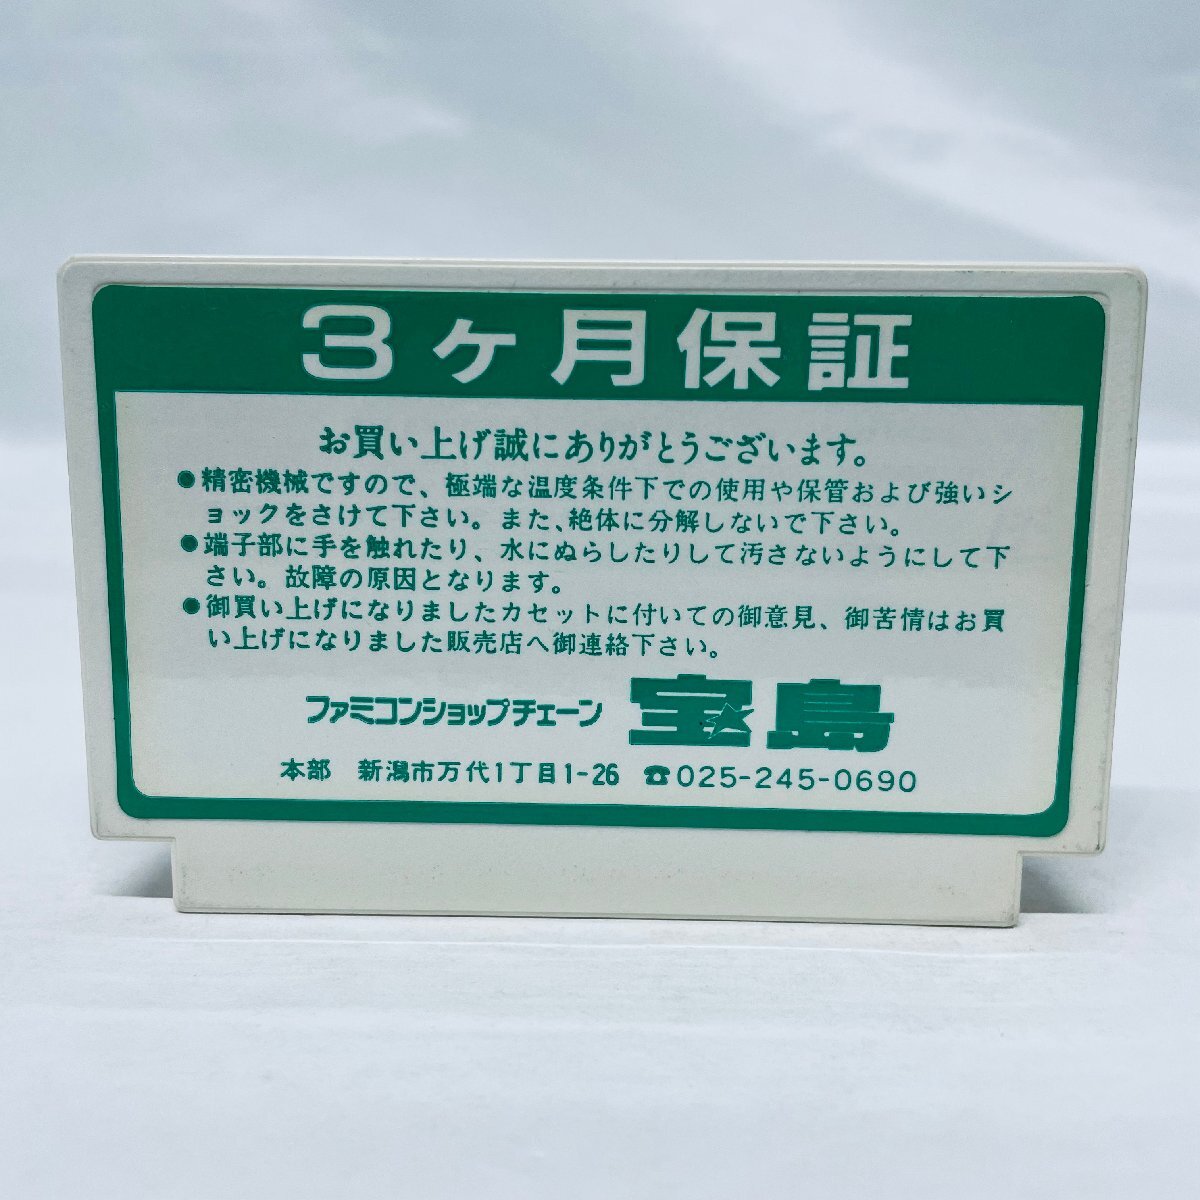 3ヶ月保証
お買い上げ誠にありがとうございます。
●精密機械ですので、極端な温度条件下での使用や保管および強いシ
ョックをさけて下さい。また、絶体に分解しないで下さい。
●端子部に手を触れたり、水にぬらしたりして汚さないようにして下
さい。故障の原因となります。
●御買い上げになりましたカセットに付いての御意見、御苦情はお買
い上げになりました販売店へ御連絡下さい。
ファミコンショップチェーン 宝島
本部 新潟市万代1丁目1-26 ☎025-245-0690